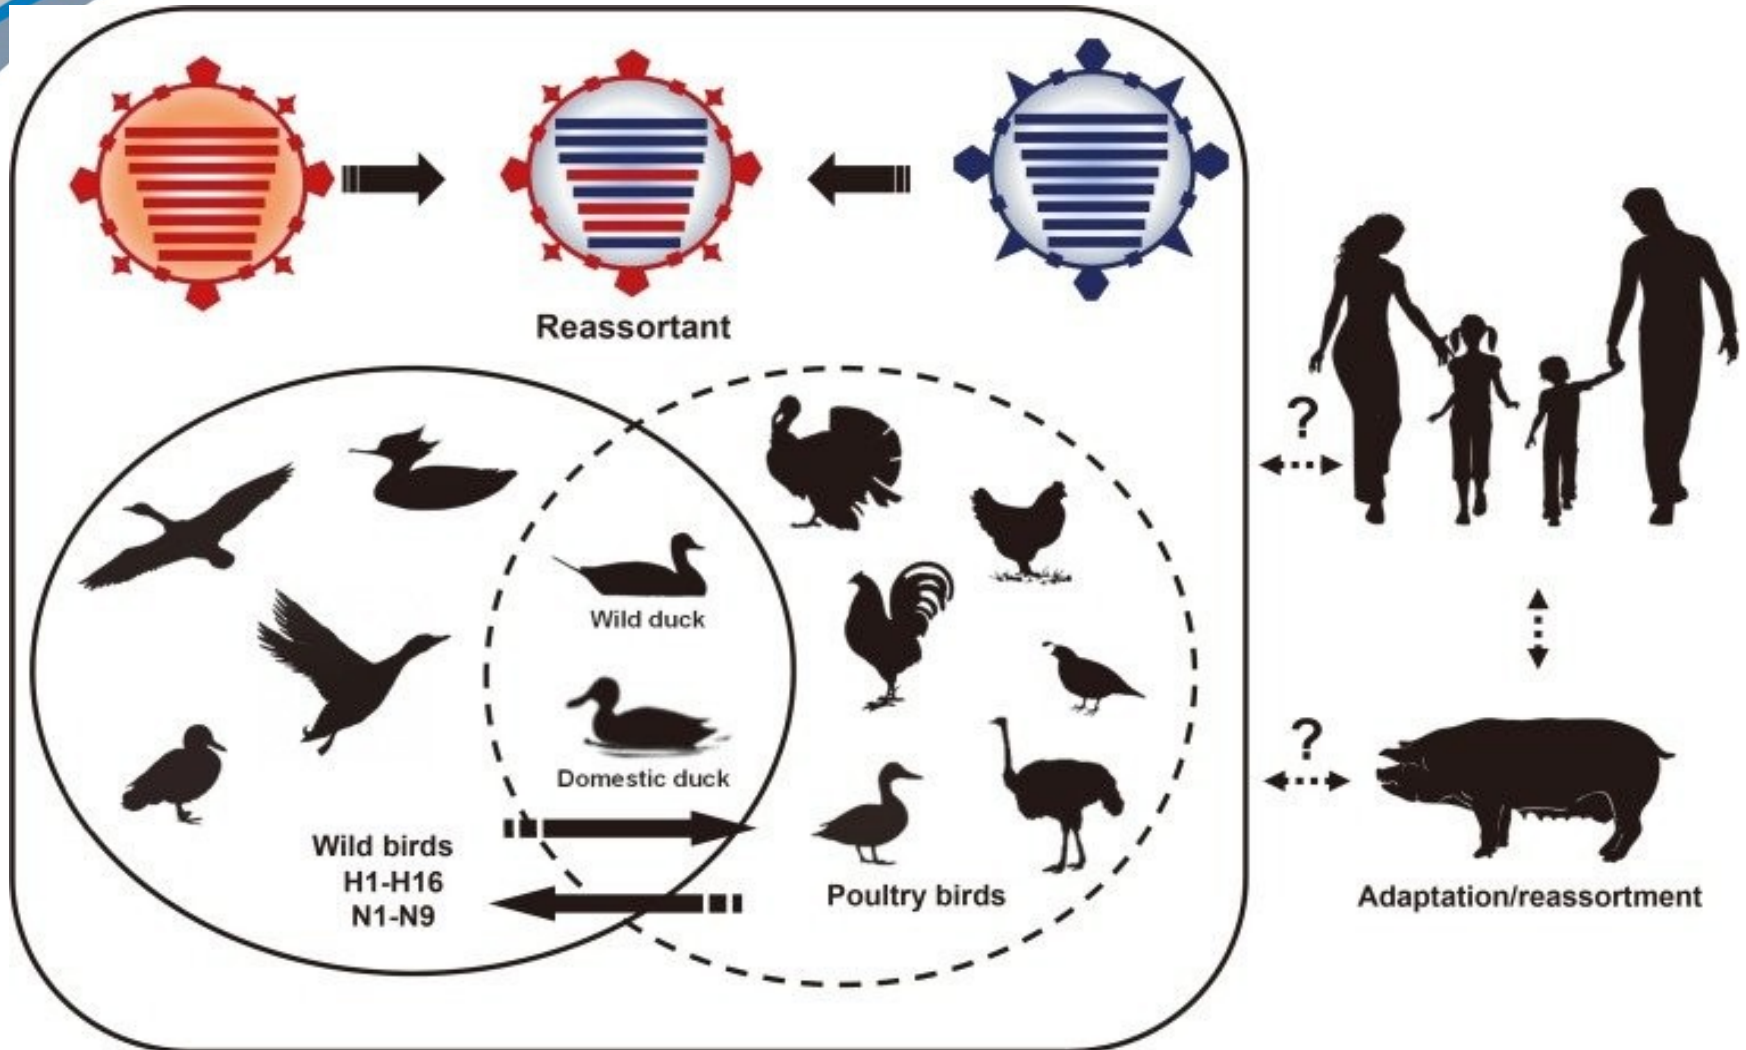 Reassortant
?
Wild duck
Domestic duck
?
Wild birds
H1-H16
N1-N9
Poultry birds
Adaptation/reassortment